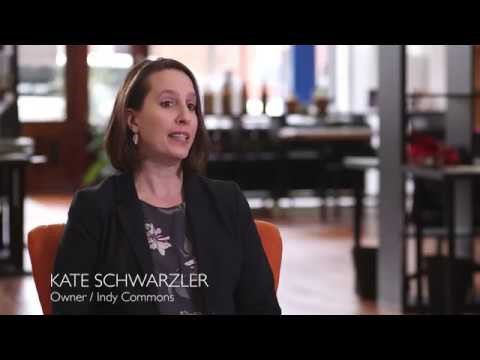 KATE SCHWARZLER
Owner / Indy Commons